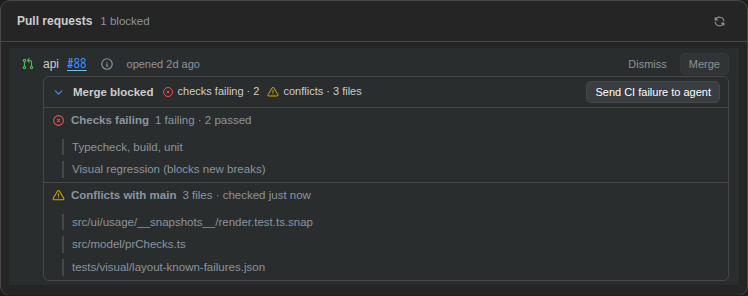 Pull requests 1 blocked
api #88 opened 2d ago Dismiss Merge
Merge blocked checks failing · 2 conflicts · 3 files Send CI failure to agent
Checks failing 1 failing · 2 passed
Typecheck, build, unit
Visual regression (blocks new breaks)
Conflicts with main 3 files · checked just now
src/ui/usage/__snapshots__/render.test.ts.snap
src/model/prChecks.ts
tests/visual/layout-known-failures.json